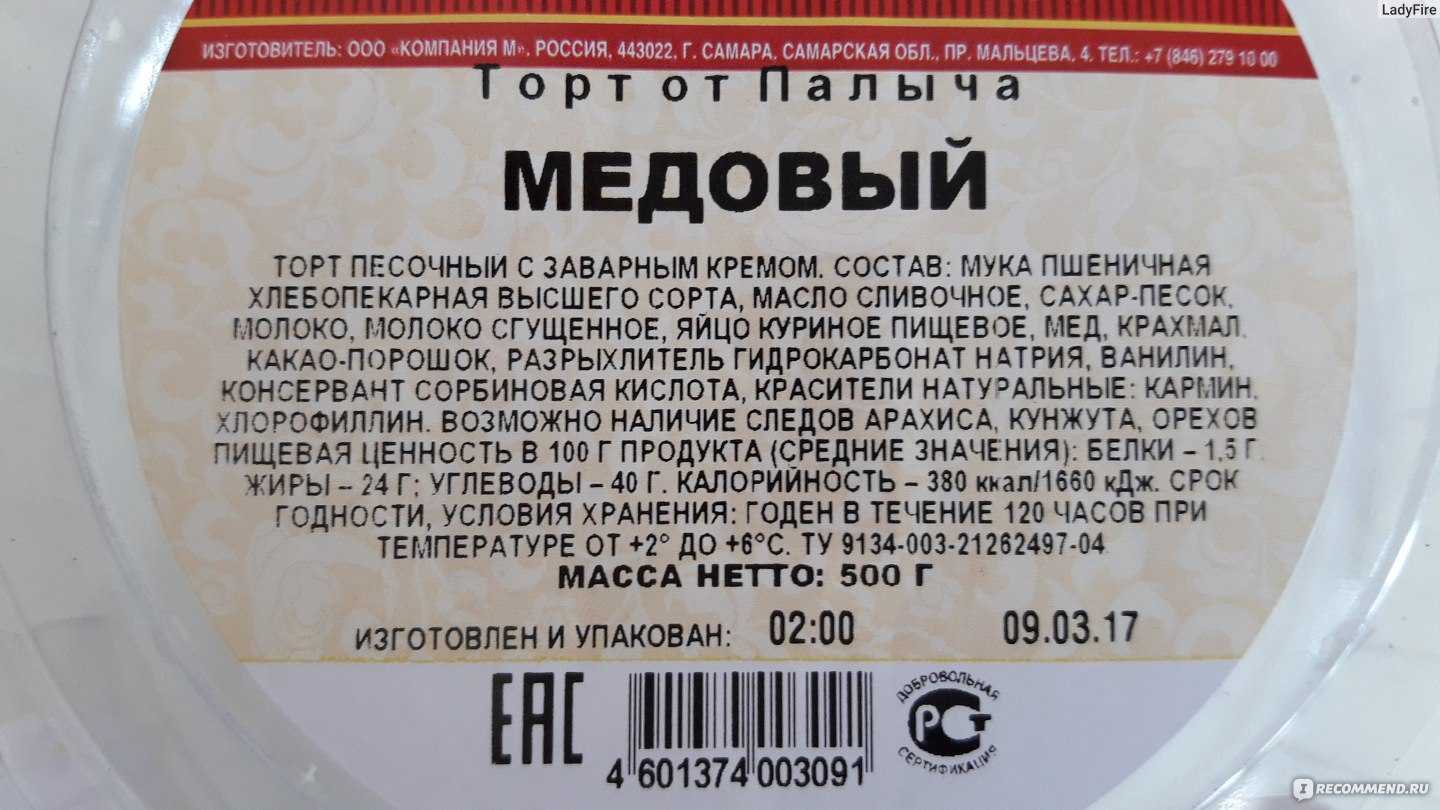 LadyFire
ИЗГОТОВИТЕЛЬ: ООО «КОМПАНИЯ М», РОССИЯ, 443022, Г. САМАРА, САМАРСКАЯ ОБЛ., ПР. МАЛЬЦЕВА, 4. ТЕЛ.: +7 (846) 279 10 00
Торт от Палыча
МЕДОВЫЙ
ТОРТ ПЕСОЧНЫЙ С ЗАВАРНЫМ КРЕМОМ. СОСТАВ: МУКА ПШЕНИЧНАЯ
ХЛЕБОПЕКАРНАЯ ВЫСШЕГО СОРТА, МАСЛО СЛИВОЧНОЕ, САХАР-ПЕСОК,
МОЛОКО, МОЛОКО СГУЩЕННОЕ, ЯЙЦО КУРИНОЕ ПИЩЕВОЕ, МЕД, КРАХМАЛ,
КАКАО-ПОРОШОК, РАЗРЫХЛИТЕЛЬ ГИДРОКАРБОНАТ НАТРИЯ, ВАНИЛИН,
КОНСЕРВАНТ СОРБИНОВАЯ КИСЛОТА, КРАСИТЕЛИ НАТУРАЛЬНЫЕ: КАРМИН,
ХЛОРОФИЛЛИН. ВОЗМОЖНО НАЛИЧИЕ СЛЕДОВ АРАХИСА, КУНЖУТА, ОРЕХОВ
ПИЩЕВАЯ ЦЕННОСТЬ В 100 Г ПРОДУКТА (СРЕДНИЕ ЗНАЧЕНИЯ): БЕЛКИ – 1,5 Г.
ЖИРЫ – 24 Г; УГЛЕВОДЫ – 40 Г. КАЛОРИЙНОСТЬ – 380 ккал/1660 кДж. СРОК
ГОДНОСТИ, УСЛОВИЯ ХРАНЕНИЯ: ГОДЕН В ТЕЧЕНИЕ 120 ЧАСОВ ПРИ
ТЕМПЕРАТУРЕ ОТ +2° ДО +6°С. ТУ 9134-003-21262497-04
МАССА НЕТТО: 500 Г
ИЗГОТОВЛЕН И УПАКОВАН: 02:00 09.03.17
ЕАС
4 601374 003091
ДОБРОВОЛЬНАЯ
РСТ
СЕРТИФИКАЦИЯ
IRECOMMEND.RU